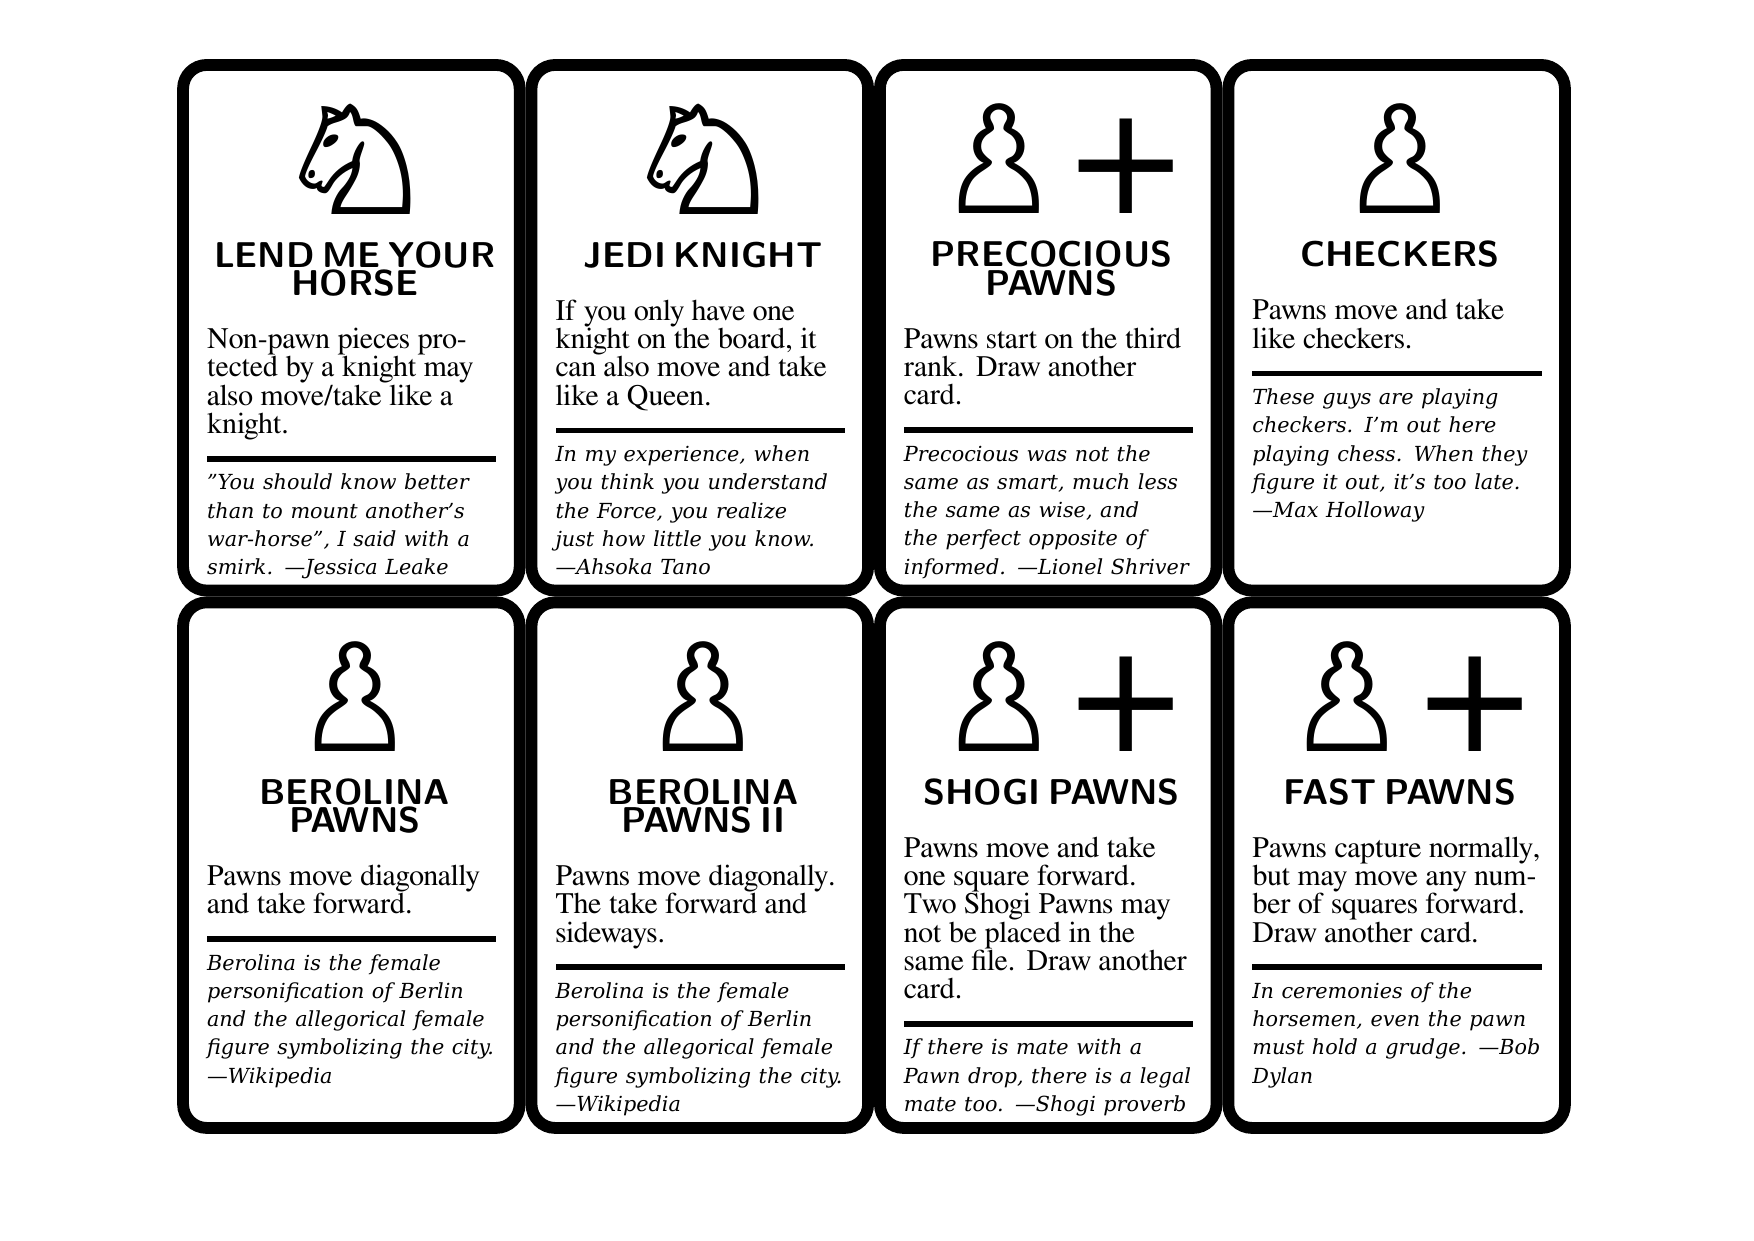 LEND ME YOUR
HORSE
Non-pawn pieces pro-
tected by a knight may
also move/take like a
knight.
”You should know better
than to mount another’s
war-horse”, I said with a
smirk. —Jessica Leake
JEDI KNIGHT
If you only have one
knight on the board, it
can also move and take
like a Queen.
In my experience, when
you think you understand
the Force, you realize
just how little you know.
—Ahsoka Tano
PRECOCIOUS
PAWNS
Pawns start on the third
rank. Draw another
card.
Precocious was not the
same as smart, much less
the same as wise, and
the perfect opposite of
informed. —Lionel Shriver
CHECKERS
Pawns move and take
like checkers.
These guys are playing
checkers. I’m out here
playing chess. When they
figure it out, it’s too late.
—Max Holloway
BEROLINA
PAWNS
Pawns move diagonally
and take forward.
Berolina is the female
personification of Berlin
and the allegorical female
figure symbolizing the city.
—Wikipedia
BEROLINA
PAWNS II
Pawns move diagonally.
The take forward and
sideways.
Berolina is the female
personification of Berlin
and the allegorical female
figure symbolizing the city.
—Wikipedia
SHOGI PAWNS
Pawns move and take
one square forward.
Two Shogi Pawns may
not be placed in the
same file. Draw another
card.
If there is mate with a
Pawn drop, there is a legal
mate too. —Shogi proverb
FAST PAWNS
Pawns capture normally,
but may move any num-
ber of squares forward.
Draw another card.
In ceremonies of the
horsemen, even the pawn
must hold a grudge. —Bob
Dylan